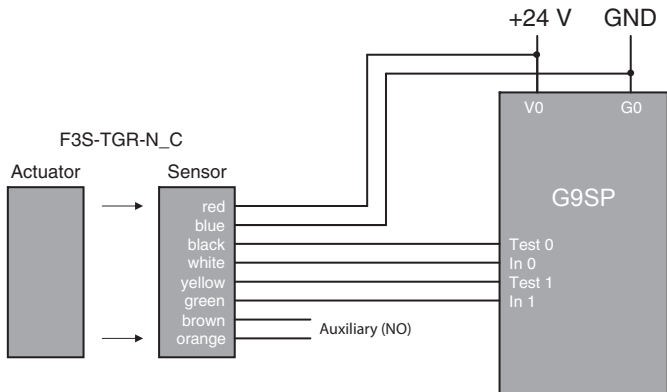 +24 V GND
V0 G0
F3S-TGR-N_C
Actuator Sensor
G9SP
red
blue
black
white
yellow
green
brown
orange
Test 0
In 0
Test 1
In 1
Auxiliary (NO)